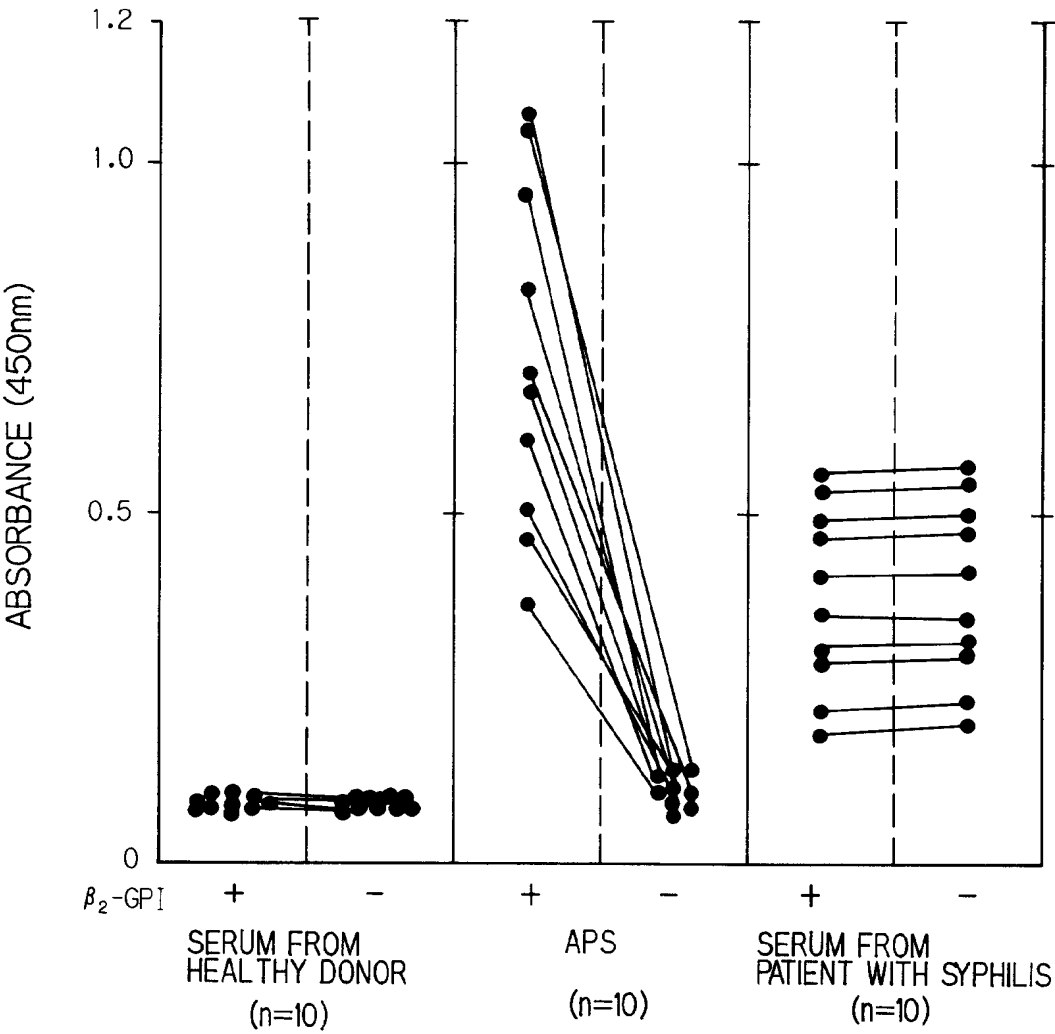 1.2
1.0
0.5
0
ABSORBANCE (450nm)
β₂-GPI + − + − + −
SERUM FROM
HEALTHY DONOR
(n=10)
APS
(n=10)
SERUM FROM
PATIENT WITH SYPHILIS
(n=10)